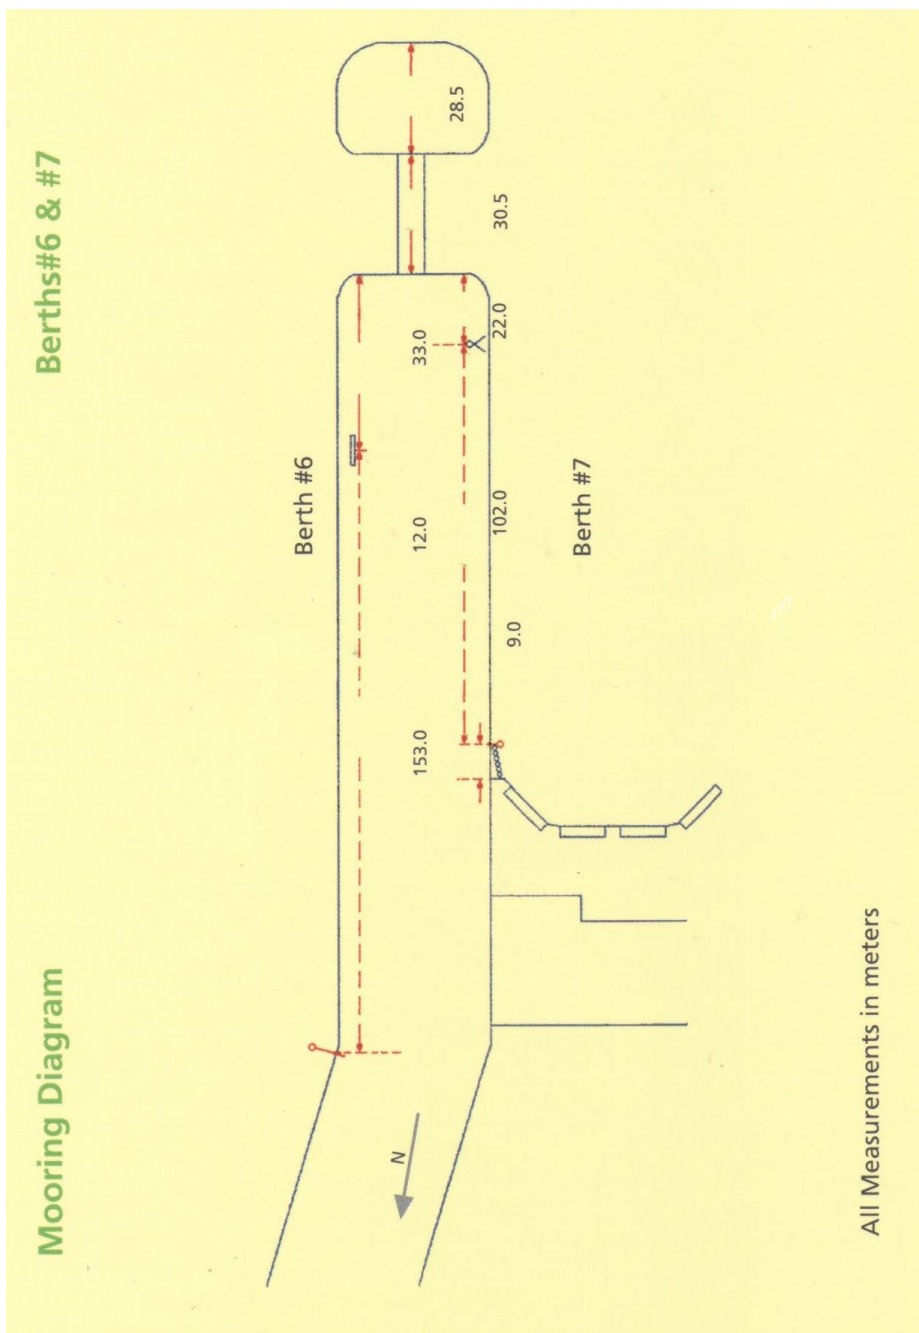 Mooring Diagram
Berths#6 & #7
Berth #6
153.0
12.0
33.0
9.0
102.0
22.0
30.5
28.5
Berth #7
N
All Measurements in meters